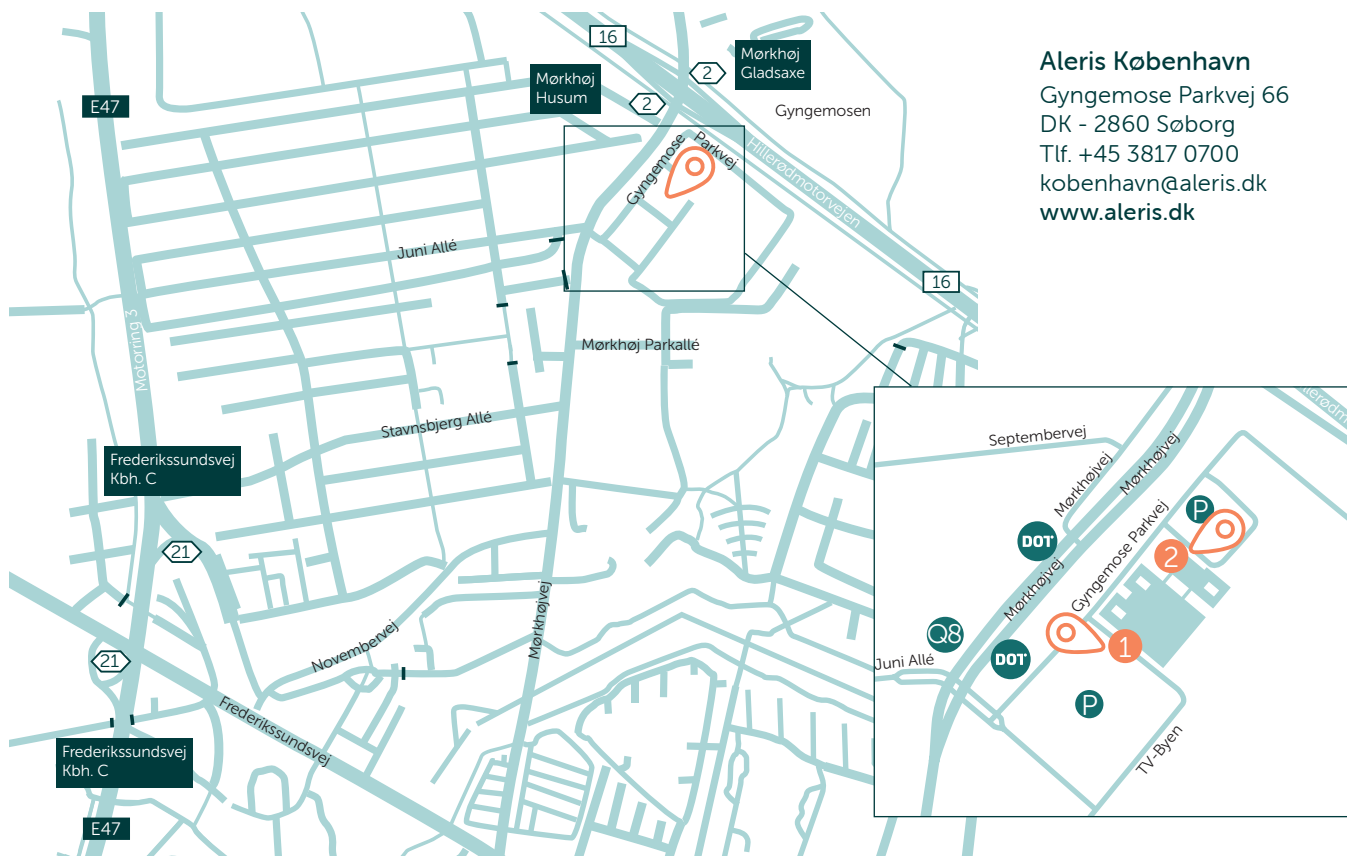 Aleris København
Gyngemose Parkvej 66
DK - 2860 Søborg
Tlf. +45 3817 0700
kobenhavn@aleris.dk
www.aleris.dk
16
Mørkhøj
Gladsaxe
2
Mørkhøj
Husum
2
E47
Gyngemosen
Gyngemose
Parkvej
Hillerødmotorvejen
Juni Allé
16
Motorring 3
Mørkhøj Parkallé
Stavnsbjerg Allé
Frederikssundsvej
Kbh. C
21
Mørkhøjvej
Novembervej
21
Frederikssundsvej
Frederikssundsvej
Kbh. C
E47
Septembervej
Mørkhøjvej
Mørkhøjvej
Gyngemose Parkvej
P
DOT
2
Mørkhøjvej
Q8
1
Juni Allé
DOT
P
TV-Byen